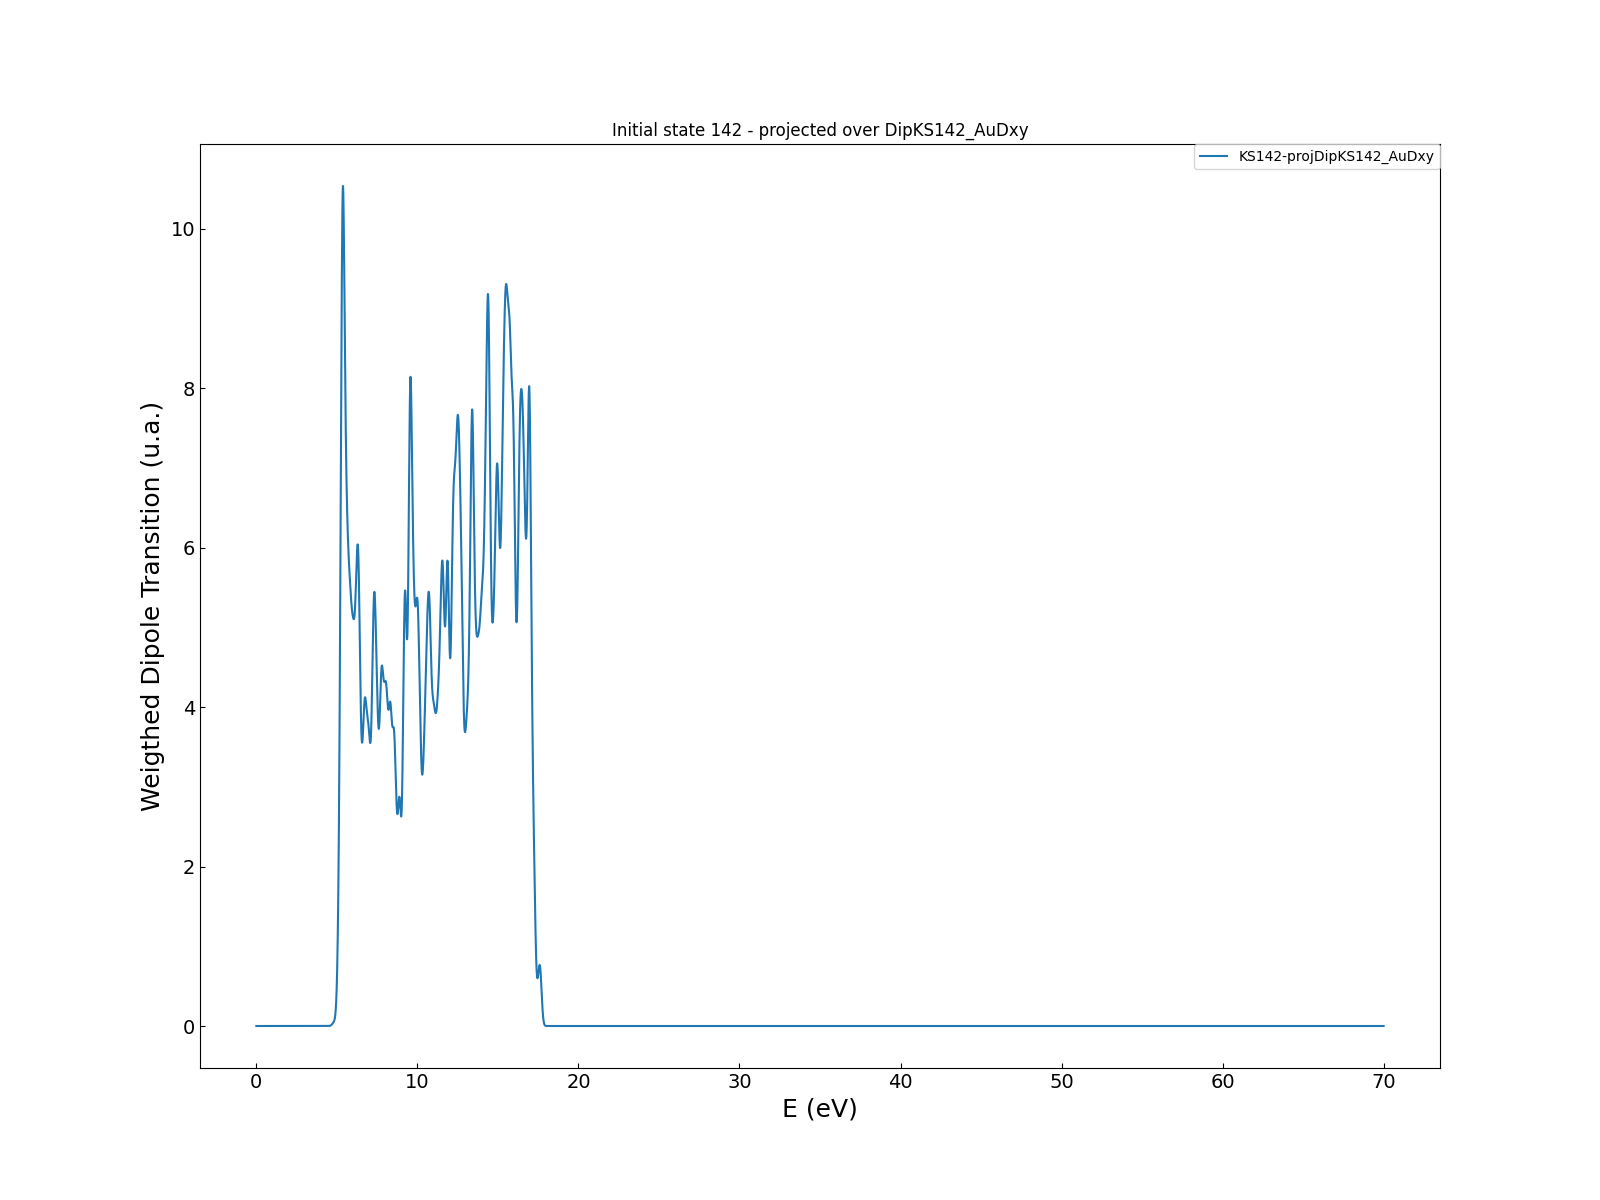 Initial state 142 - projected over DipKS142_AuDxy
KS142-projDipKS142_AuDxy
Weigthed Dipole Transition (u.a.)
10
8
6
4
2
0
0 10 20 30 40 50 60 70
E (eV)